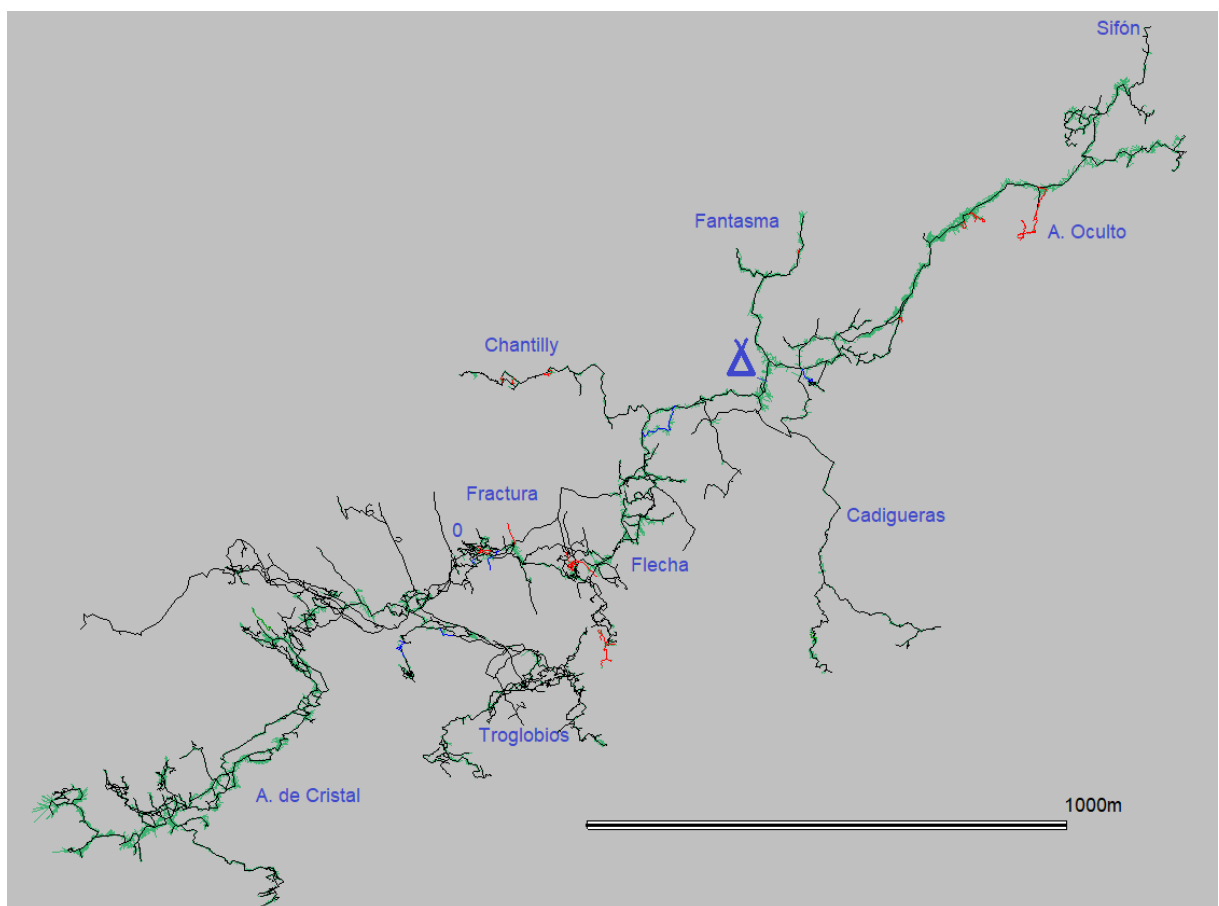 Sifón
Fantasma
A. Oculto
Chantilly
Fractura
0
Cadigueras
Flecha
Troglobios
A. de Cristal
1000m